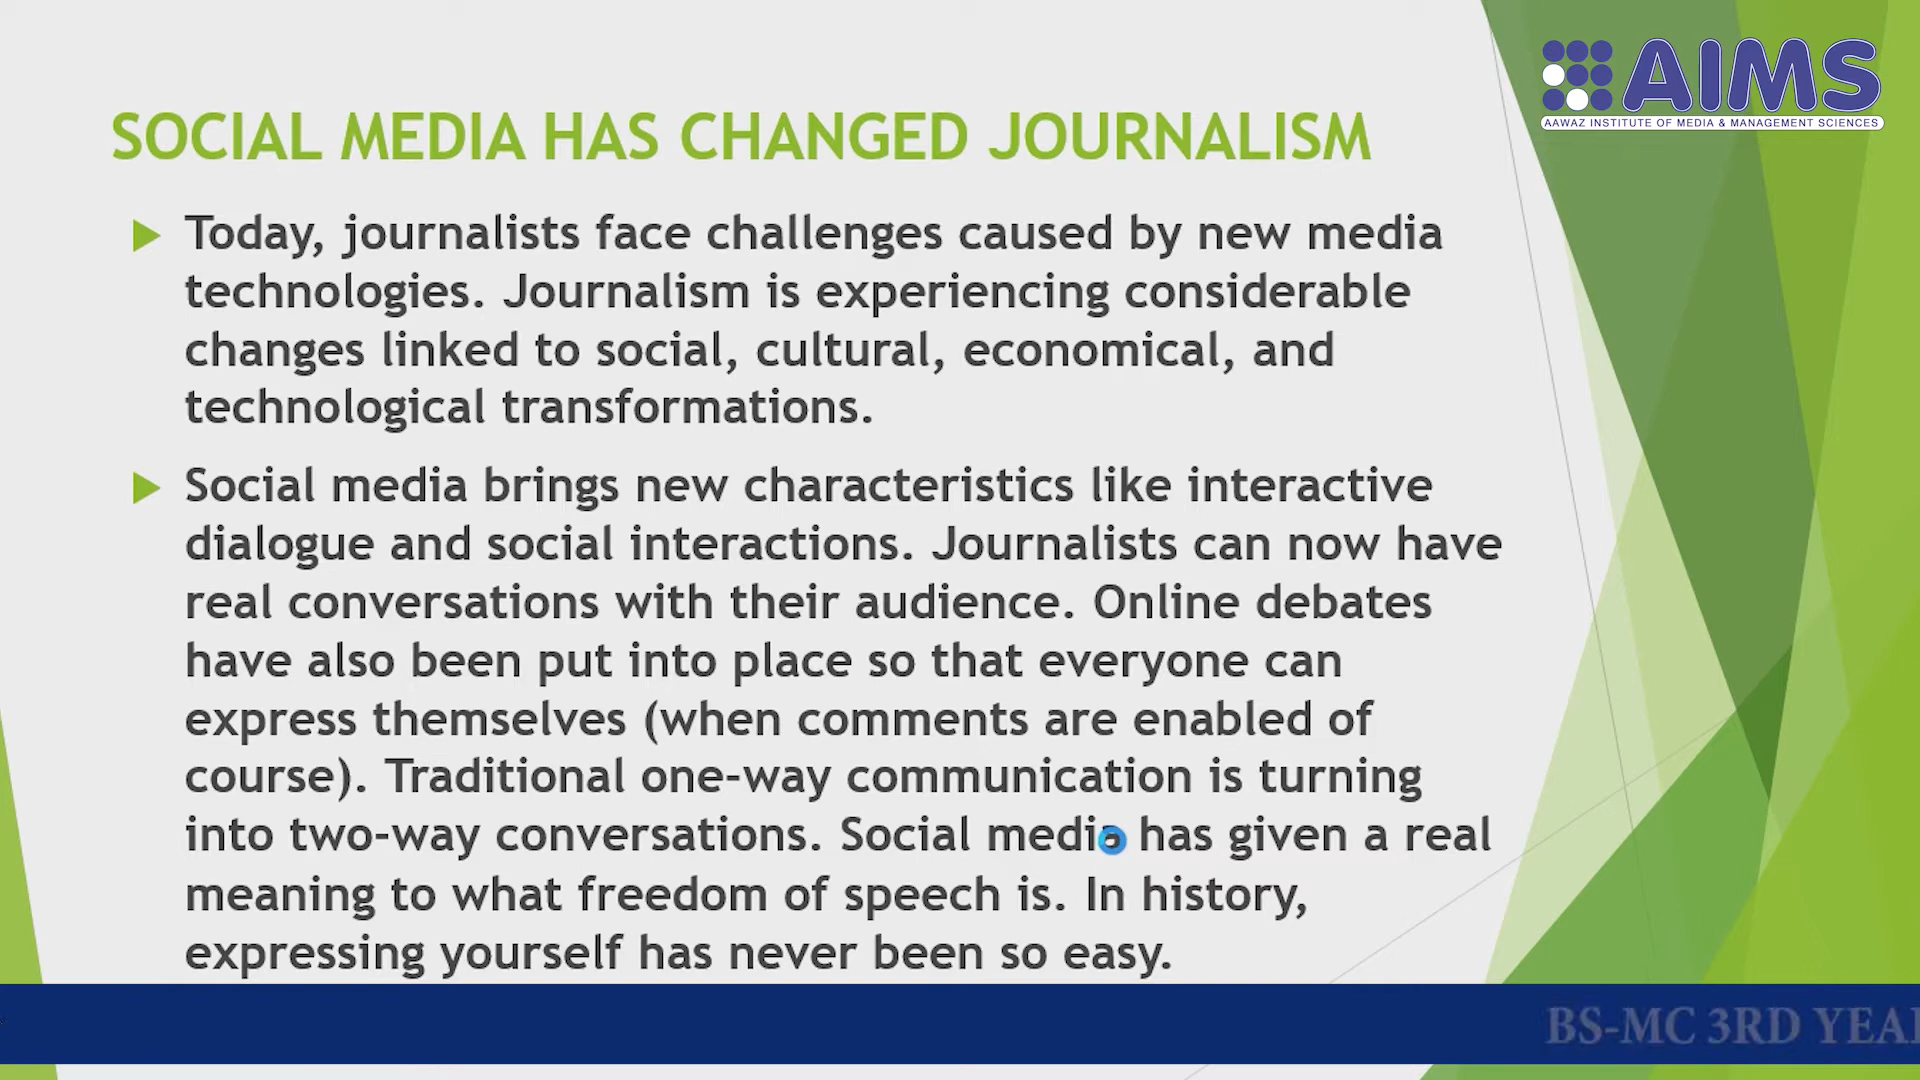 AIMS
AAWAZ INSTITUTE OF MEDIA & MANAGEMENT SCIENCES
SOCIAL MEDIA HAS CHANGED JOURNALISM
Today, journalists face challenges caused by new media
technologies. Journalism is experiencing considerable
changes linked to social, cultural, economical, and
technological transformations.
Social media brings new characteristics like interactive
dialogue and social interactions. Journalists can now have
real conversations with their audience. Online debates
have also been put into place so that everyone can
express themselves (when comments are enabled of
course). Traditional one-way communication is turning
into two-way conversations. Social media has given a real
meaning to what freedom of speech is. In history,
expressing yourself has never been so easy.
BS-MC 3RD